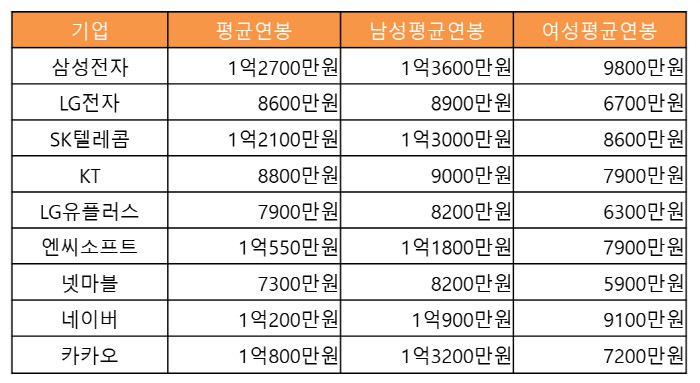 기업 평균연봉 남성평균연봉 여성평균연봉
삼성전자 1억2700만원 1억3600만원 9800만원
LG전자 8600만원 8900만원 6700만원
SK텔레콤 1억2100만원 1억3000만원 8600만원
KT 8800만원 9000만원 7900만원
LG유플러스 7900만원 8200만원 6300만원
엔씨소프트 1억550만원 1억1800만원 7900만원
넷마블 7300만원 8200만원 5900만원
네이버 1억200만원 1억900만원 9100만원
카카오 1억800만원 1억3200만원 7200만원